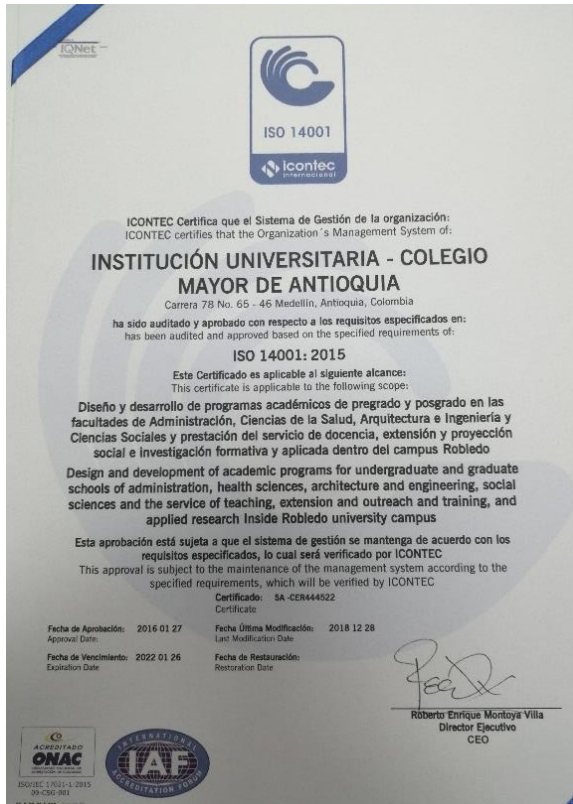 IQNet
ISO 14001
icontec
internacional
ICONTEC Certifica que el Sistema de Gestión de la organización:
ICONTEC certifies that the Organization´s Management System of:
INSTITUCIÓN UNIVERSITARIA - COLEGIO
MAYOR DE ANTIOQUIA
Carrera 78 No. 65 - 46 Medellín, Antioquia, Colombia
ha sido auditado y aprobado con respecto a los requisitos especificados en:
has been audited and approved based on the specified requirements of:
ISO 14001: 2015
Este Certificado es aplicable al siguiente alcance:
This certificate is applicable to the following scope:
Diseño y desarrollo de programas académicos de pregrado y posgrado en las
facultades de Administración, Ciencias de la Salud, Arquitectura e Ingeniería y
Ciencias Sociales y prestación del servicio de docencia, extensión y proyección
social e investigación formativa y aplicada dentro del campus Robledo
Design and development of academic programs for undergraduate and graduate
schools of administration, health sciences, architecture and engineering, social
sciences and the service of teaching, extension and outreach and training, and
applied research Inside Robledo university campus
Esta aprobación está sujeta a que el sistema de gestión se mantenga de acuerdo con los
requisitos especificados, lo cual será verificado por ICONTEC
This approval is subject to the maintenance of the management system according to the
specified requirements, which will be verified by ICONTEC
Certificado: SA -CER444522
Certificate
Fecha de Aprobación: 2016 01 27 Fecha Última Modificación: 2018 12 28
Approval Date: Last Modification Date
Fecha de Vencimiento: 2022 01 26 Fecha de Restauración:
Expiration Date Restoration Date
Roberto Enrique Montoya Villa
Director Ejecutivo
CEO
ACREDITADO
ONAC
ISO/IEC 17021-1:2015
09-CSG-001
INTERNATIONAL
IAF
ACCREDITATION FORUM